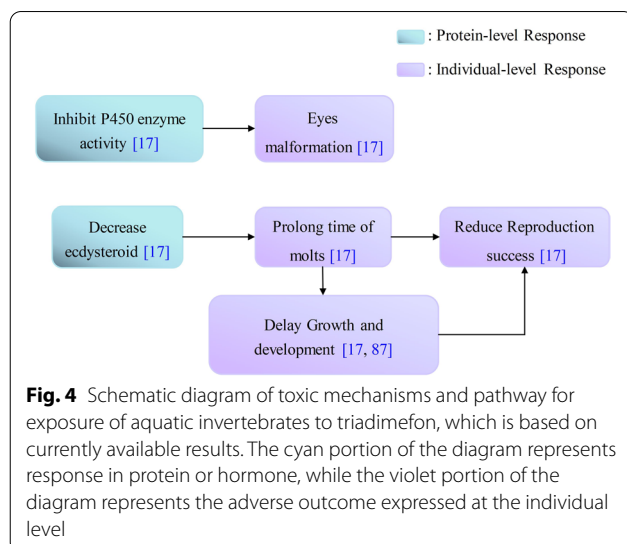 : Protein-level Response
: Individual-level Response
Inhibit P450 enzyme
activity [17]
Eyes
malformation [17]
Decrease
ecdysteroid [17]
Prolong time of
molts [17]
Reduce Reproduction
success [17]
Delay Growth and
development [17, 87]
Fig. 4 Schematic diagram of toxic mechanisms and pathway for
exposure of aquatic invertebrates to triadimefon, which is based on
currently available results. The cyan portion of the diagram represents
response in protein or hormone, while the violet portion of the
diagram represents the adverse outcome expressed at the individual
level